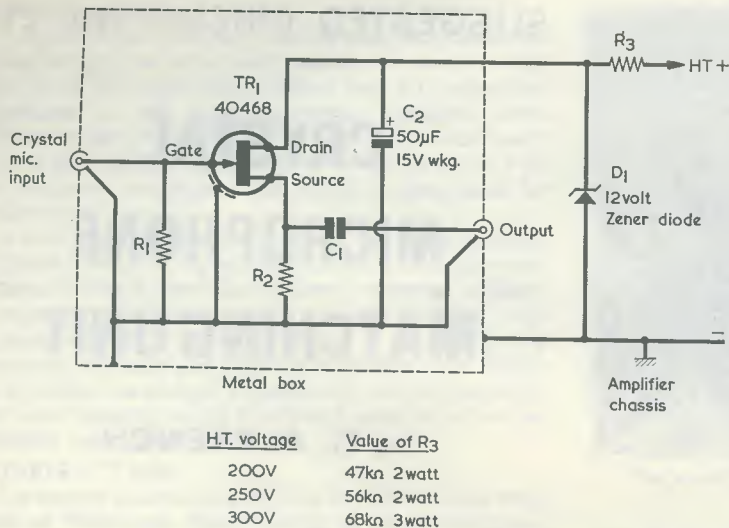 R3
HT+
TR1
40468
C2
+
50µF
15V wkg.
Crystal
mic.
input
Gate
Drain
Source
D1
12volt
Zener diode
Output
R1
C1
R2
−
Metal box
Amplifier
chassis
H.T. voltage Value of R3
200V 47kΩ 2watt
250V 56kΩ 2watt
300V 68kΩ 3watt